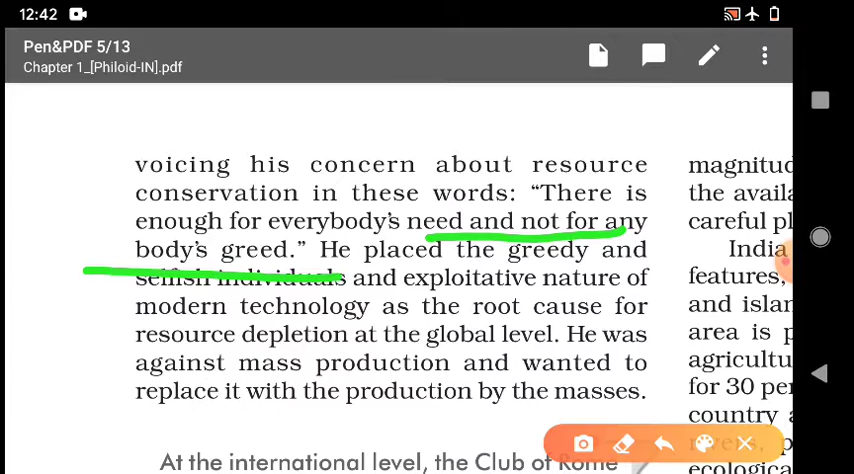 12:42
Pen&PDF 5/13
Chapter 1_[Philoid-IN].pdf
voicing his concern about resource
conservation in these words: “There is
enough for everybody’s need and not for any
body’s greed.” He placed the greedy and
selfish individuals and exploitative nature of
modern technology as the root cause for
resource depletion at the global level. He was
against mass production and wanted to
replace it with the production by the masses.
At the international level, the Club of Rome
magnitud
the availa
careful pl
India
features,
and islan
area is p
agricultu
for 30 per
country a
ecologica